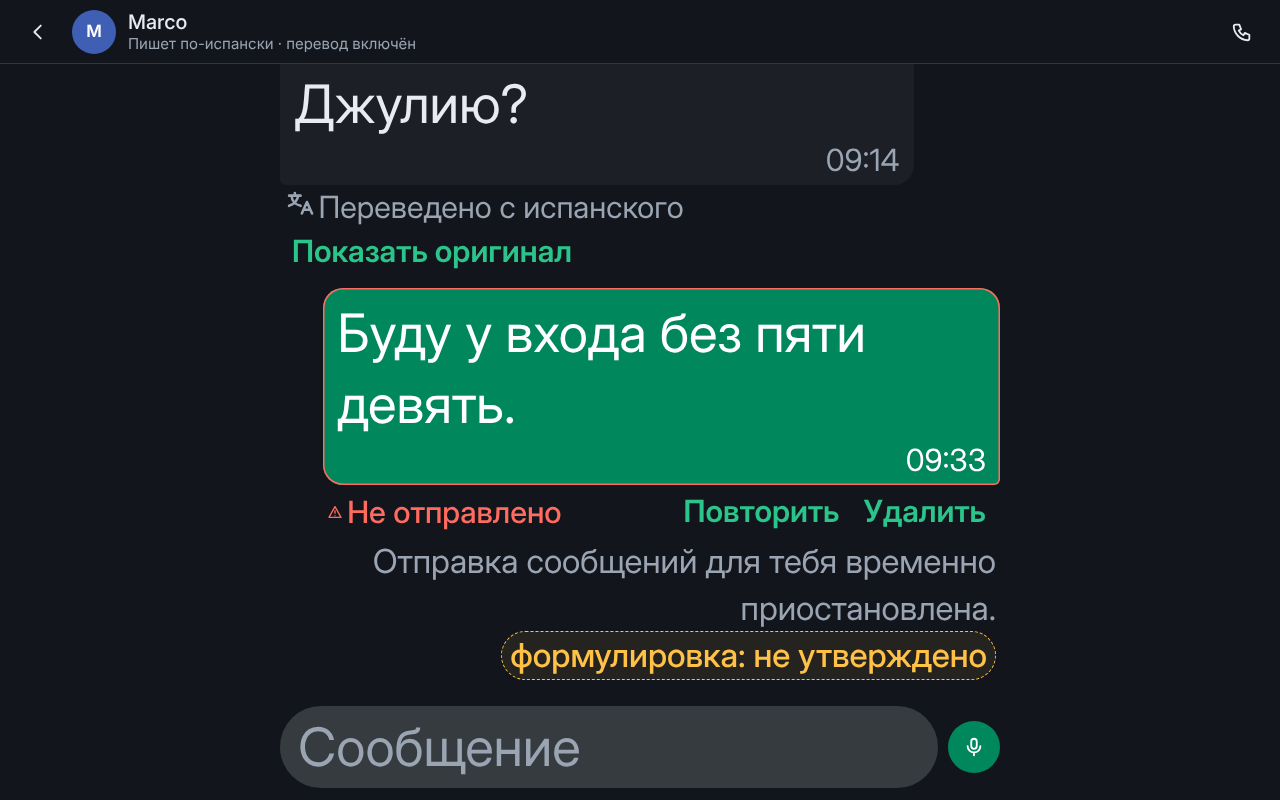 M
Marco
Пишет по-испански · перевод включён
Джулию?
09:14
Переведено с испанского
Показать оригинал
Буду у входа без пяти
девять.
09:33
Не отправлено
Повторить Удалить
Отправка сообщений для тебя временно
приостановлена.
формулировка: не утверждено
Сообщение